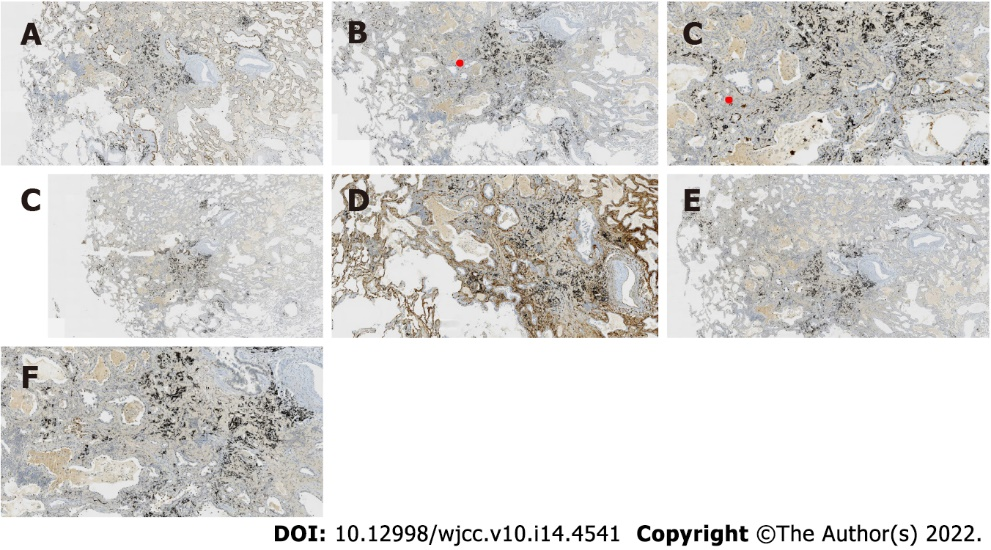 A B C
C D E
F
DOI: 10.12998/wjcc.v10.i14.4541 Copyright ©The Author(s) 2022.